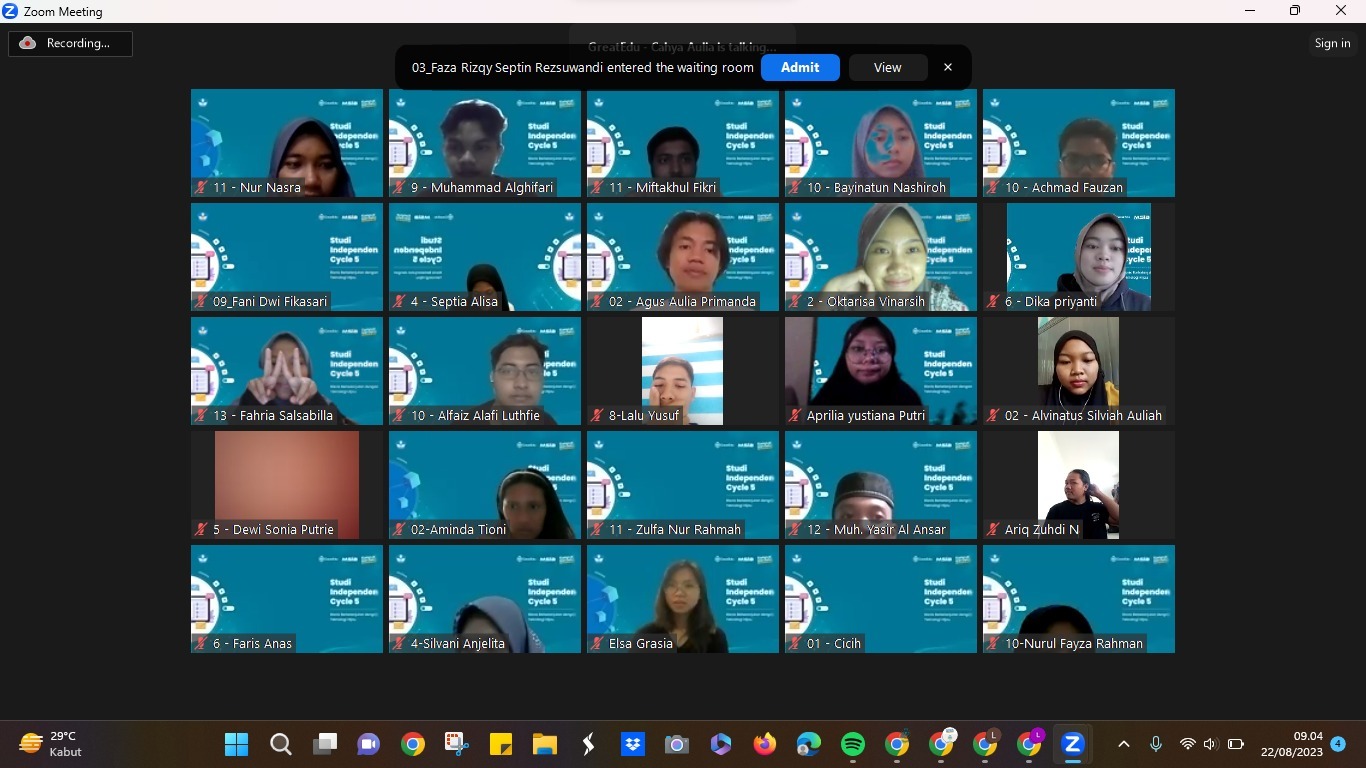 Zoom Meeting
Recording...
GreatEdu - Cahya Aulia is talking...
Sign in
03_Faza Rizqy Septin Rezsuwandi entered the waiting room
Admit
View
11 - Nur Nasra
9 - Muhammad Alghifari
11 - Miftakhul Fikri
10 - Bayinatun Nashiroh
10 - Achmad Fauzan
09_Fani Dwi Fikasari
4 - Septia Alisa
02 - Agus Aulia Primanda
2 - Oktarisa Vinarsih
6 - Dika priyanti
13 - Fahria Salsabilla
10 - Alfaiz Alafi Luthfie
8-Lalu Yusuf
Aprilia yustiana Putri
02 - Alvinatus Silviah Auliah
5 - Dewi Sonia Putrie
02-Aminda Tioni
11 - Zulfa Nur Rahmah
12 - Muh. Yasir Al Ansar
Ariq Zuhdi N
6 - Faris Anas
4-Silvani Anjelita
Elsa Grasia
01 - Cicih
10-Nurul Fayza Rahman
Studi
Independen
Cycle 5
29°C
Kabut
09.04
22/08/2023
4